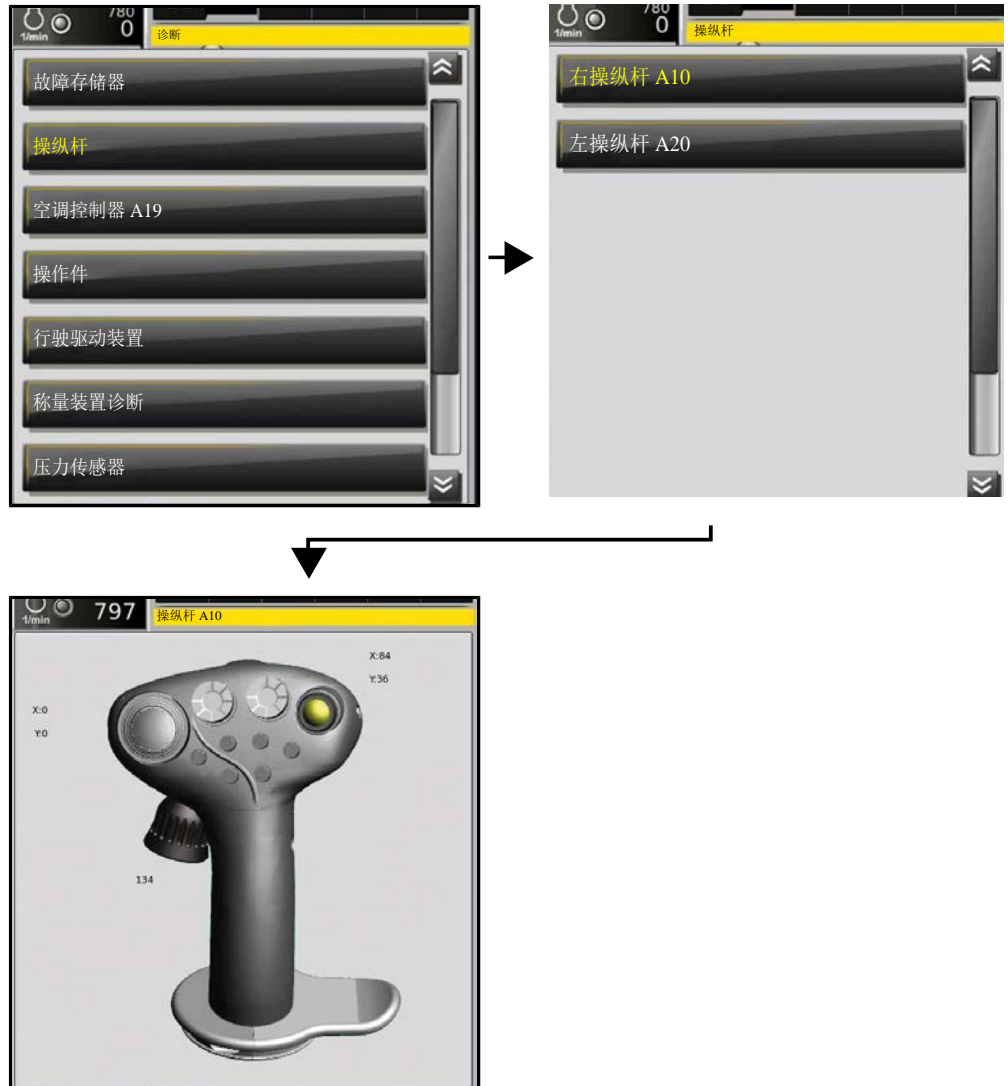 780
1/min
0
诊断
故障存储器
操纵杆
空调控制器 A19
操作件
行驶驱动装置
称量装置诊断
压力传感器
780
1/min
0
操纵杆
右操纵杆 A10
左操纵杆 A20
1/min
797
操纵杆 A10
X:84
Y:36
X:0
Y:0
134